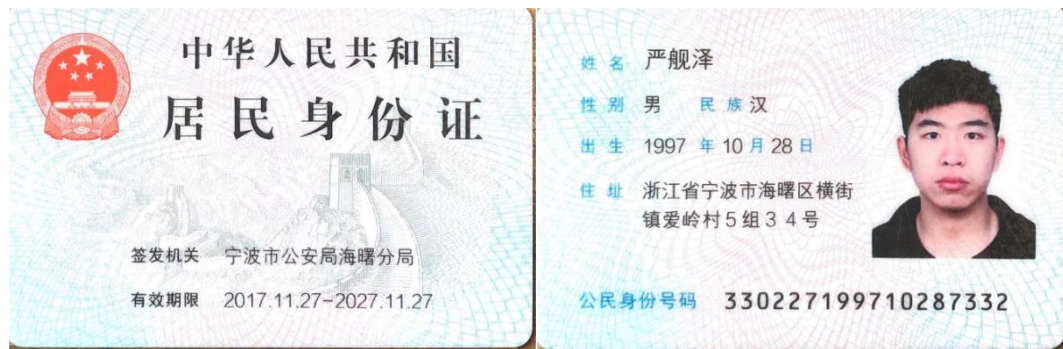 中华人民共和国
居民身份证
签发机关 宁波市公安局海曙分局
有效期限 2017.11.27-2027.11.27
姓名 严舰泽
性别 男 民族 汉
出生 1997 年 10 月 28 日
住址 浙江省宁波市海曙区横街
镇爱岭村5组34号
公民身份号码 330227199710287332